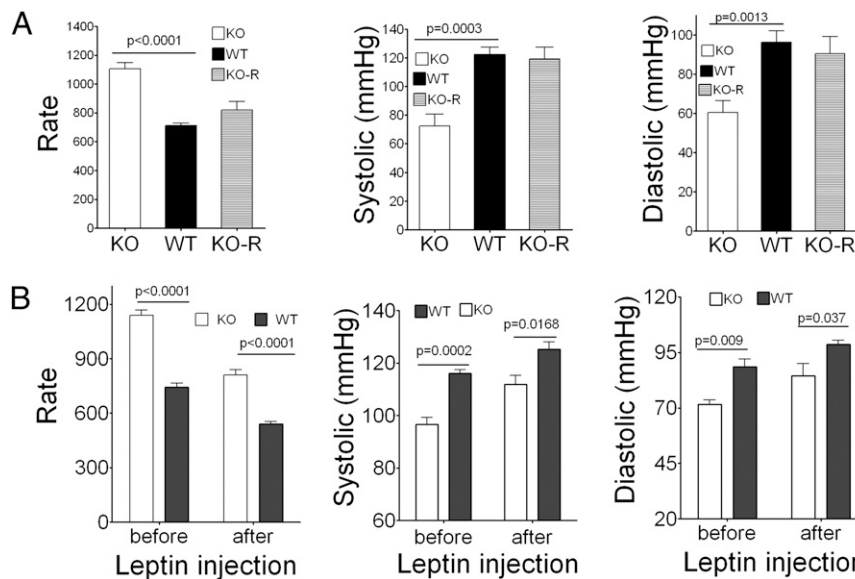 A
Rate
1400
1200
1000
800
600
400
200
0
p<0.0001
KO
WT
KO-R
KO WT KO-R
Systolic (mmHg)
140
120
100
80
60
40
20
0
p=0.0003
KO
WT
KO-R
KO WT KO-R
Diastolic (mmHg)
100
80
60
40
20
0
p=0.0013
KO
WT
KO-R
KO WT KO-R
B
Rate
1200
900
600
300
0
p<0.0001
KO WT
p<0.0001
before after
Leptin injection
Systolic (mmHg)
140
120
100
80
60
WT KO
p=0.0168
p=0.0002
before after
Leptin injection
Diastolic (mmHg)
120
95
70
45
20
KO WT
p=0.037
p=0.009
before after
Leptin injection